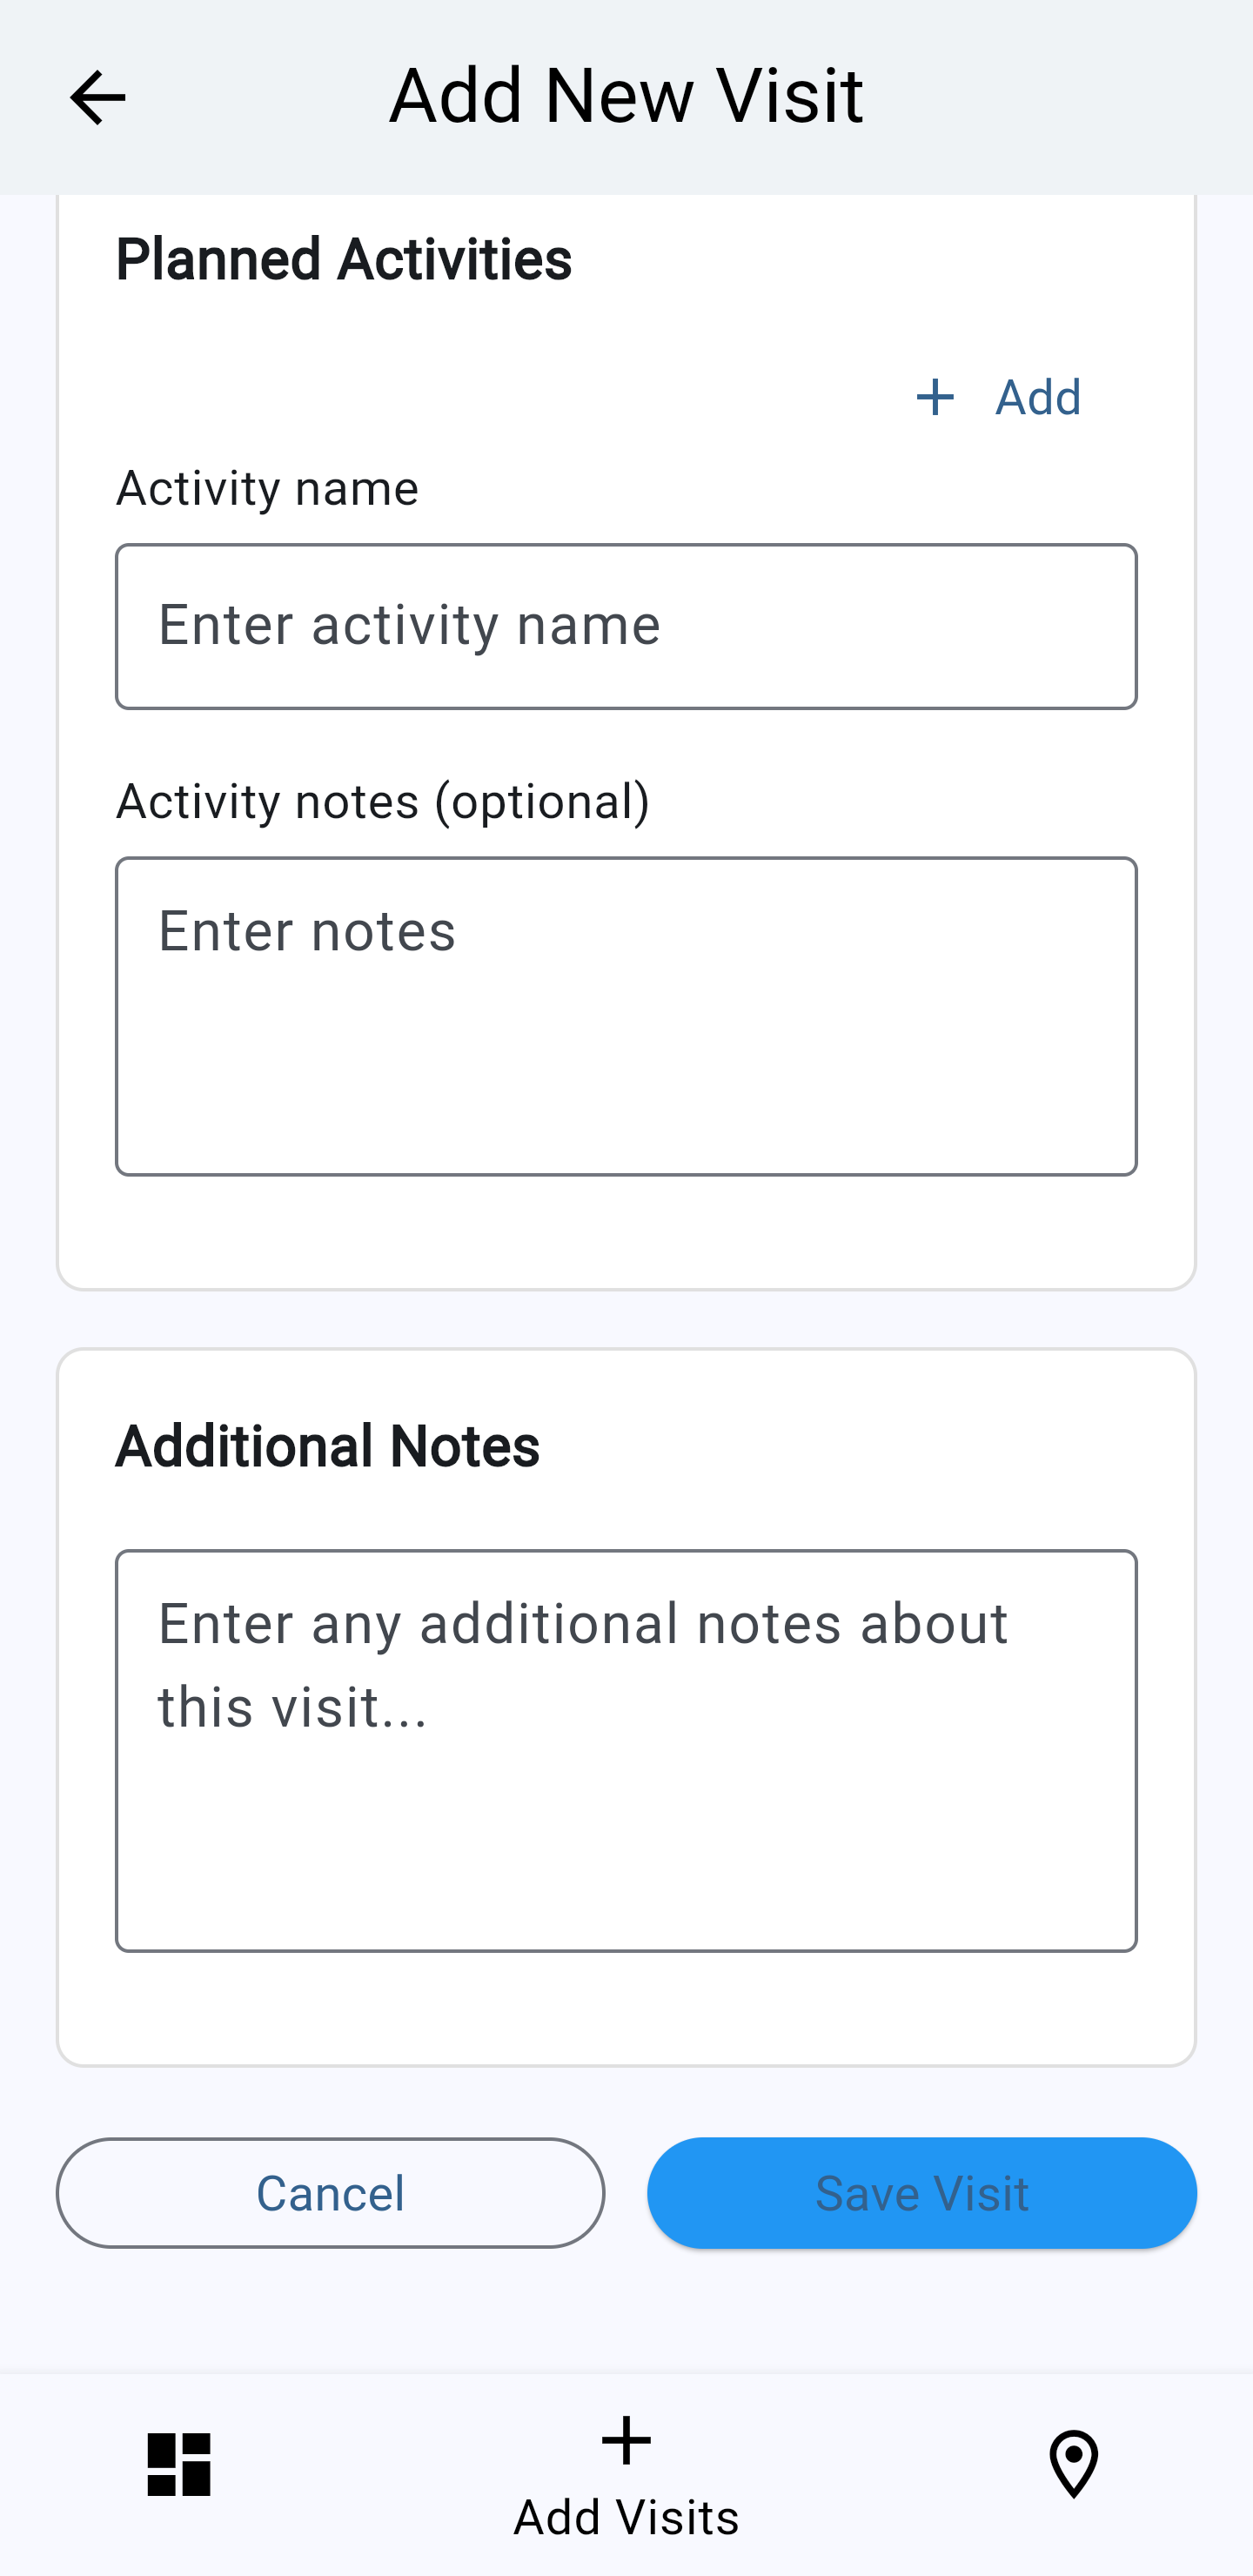 Add New Visit
Planned Activities
+ Add
Activity name
Enter activity name
Activity notes (optional)
Enter notes
Additional Notes
Enter any additional notes about
this visit...
Cancel
Save Visit
Add Visits